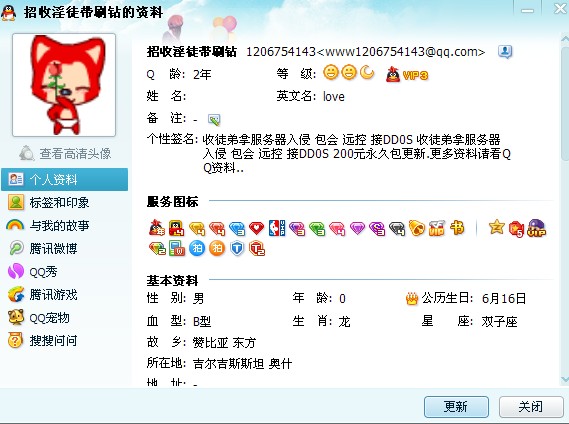 招收淫徒带刷钻的资料
招收淫徒带刷钻 1206754143<www1206754143@qq.com>
Q 龄: 2年 等 级: VIP3
姓 名: 英文名: love
备 注: -
个性签名: 收徒弟拿服务器入侵 包会 远控 接DD0S 收徒弟拿服务器
入侵 包会 远控 接DD0S 200元永久包更新.更多资料请看Q
Q资料..
查看高清头像
个人资料
标签和印象
与我的故事
腾讯微博
QQ秀
腾讯游戏
QQ宠物
搜搜问问
服务图标
基本资料
性 别: 男 年 龄: 0 公历生日: 6月16日
血 型: B型 生 肖: 龙 星 座: 双子座
故 乡: 赞比亚 东方
所在地: 吉尔吉斯斯坦 奥什
地 址: -
更新 关闭